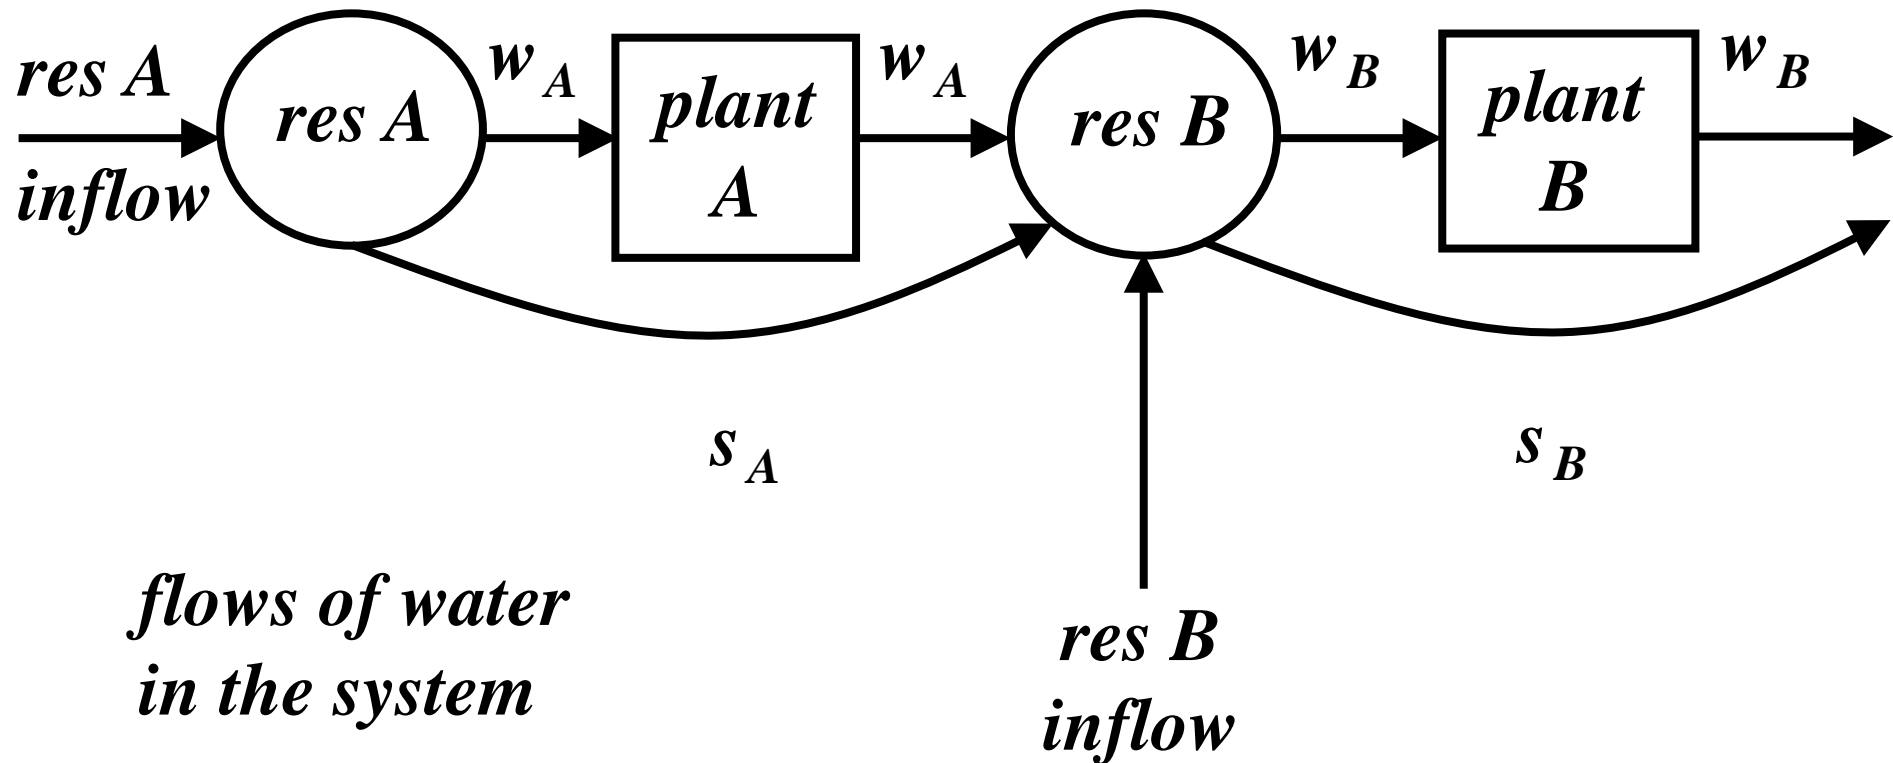 res A
inflow
res A
w A
plant
A
w A
res B
w B
plant
B
w B
s A
s B
flows of water
in the system
res B
inflow